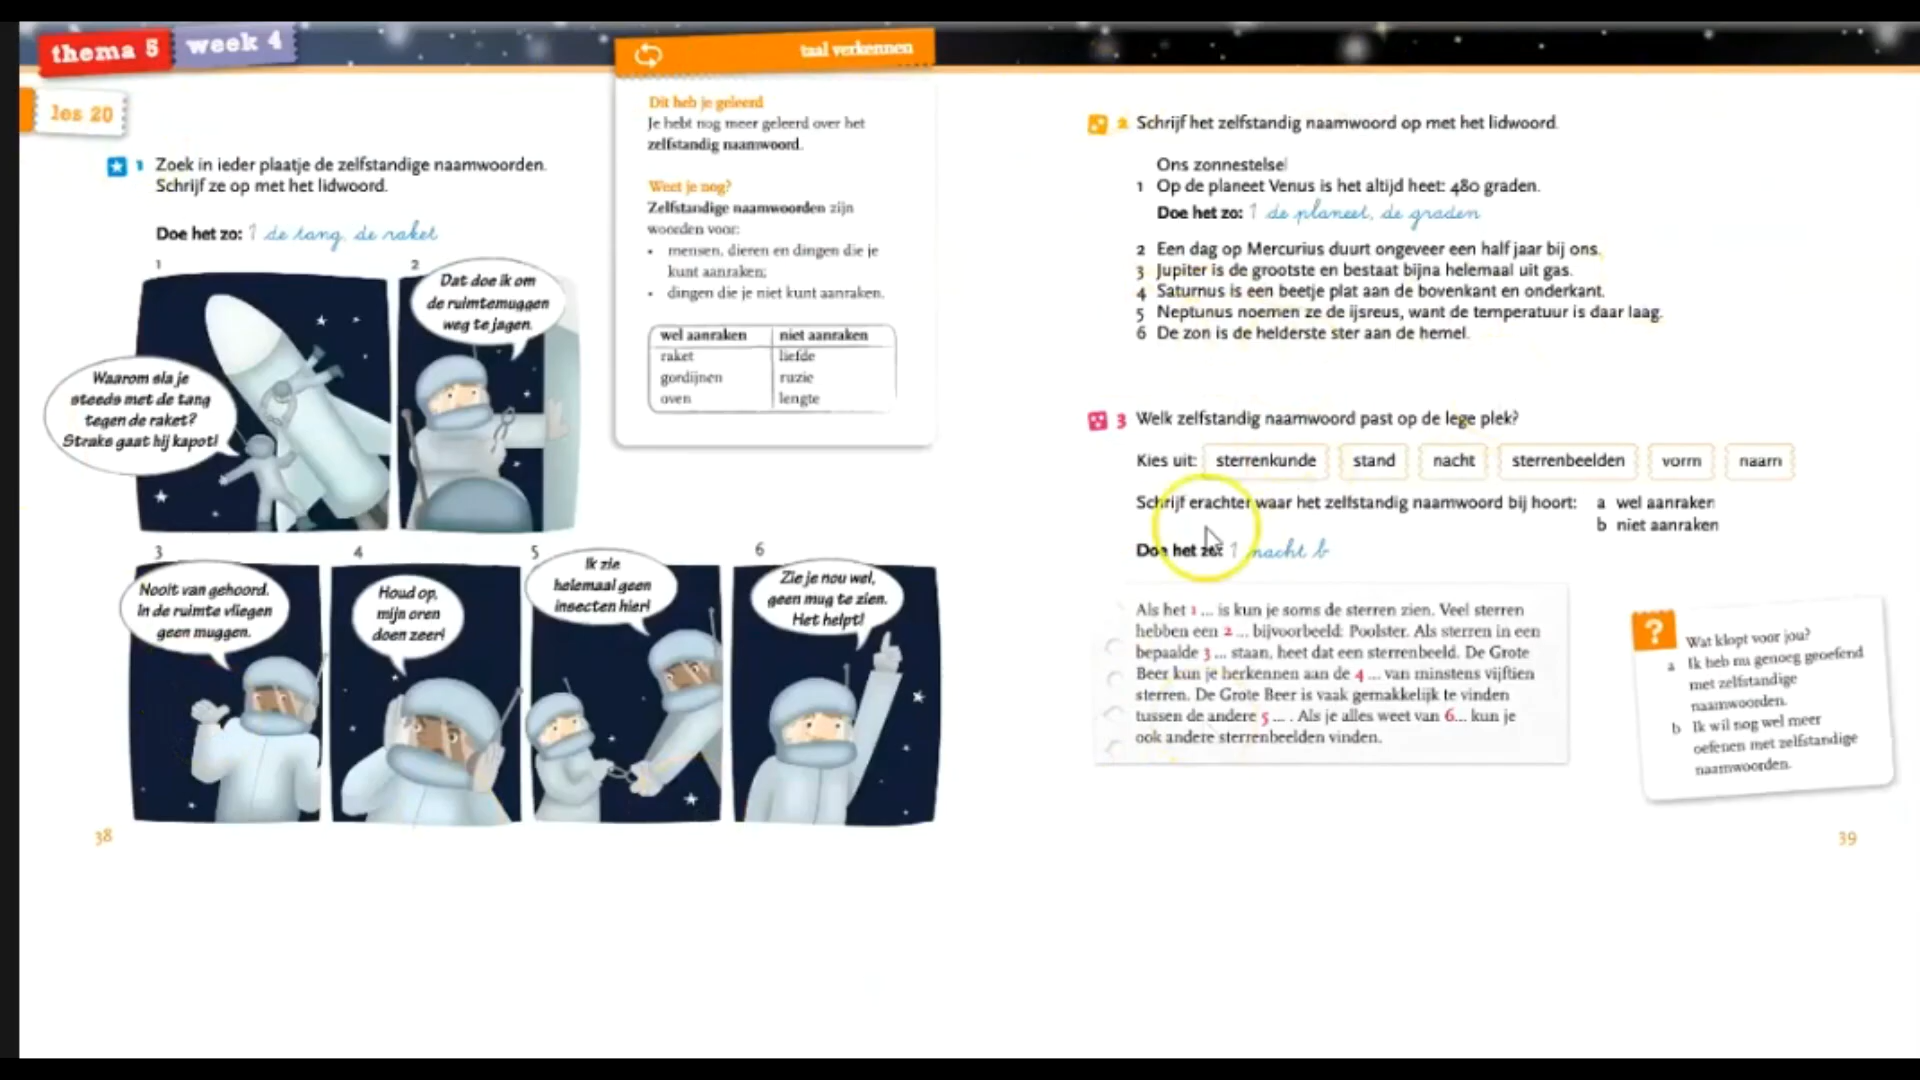 thema 5 week 4
les 20
1 Zoek in ieder plaatje de zelfstandige naamwoorden.
Schrijf ze op met het lidwoord.
Doe het zo: 1 de tang, de raket
1
Waarom sla je
steeds met de tang
tegen de raket?
Straks gaat hij kapot!
2
Dat doe ik om
de ruimtemuggen
weg te jagen.
3
Nooit van gehoord.
In de ruimte vliegen
geen muggen.
4
Houd op,
mijn oren
doen zeer!
5
Ik zie
helemaal geen
insecten hier!
6
Zie je nou wel,
geen mug te zien.
Het helpt!
38
taal verkennen
Dit heb je geleerd
Je hebt nog meer geleerd over het
zelfstandig naamwoord.
Weet je nog?
Zelfstandige naamwoorden zijn
woorden voor:
• mensen, dieren en dingen die je
kunt aanraken;
• dingen die je niet kunt aanraken.
wel aanraken niet aanraken
raket liefde
gordijnen ruzie
oven lengte
2 Schrijf het zelfstandig naamwoord op met het lidwoord.
Ons zonnestelsel
1 Op de planeet Venus is het altijd heet: 480 graden.
Doe het zo: 1 de planeet, de graden
2 Een dag op Mercurius duurt ongeveer een half jaar bij ons.
3 Jupiter is de grootste en bestaat bijna helemaal uit gas.
4 Saturnus is een beetje plat aan de bovenkant en onderkant.
5 Neptunus noemen ze de ijsreus, want de temperatuur is daar laag.
6 De zon is de helderste ster aan de hemel.
3 Welk zelfstandig naamwoord past op de lege plek?
Kies uit: sterrenkunde stand nacht sterrenbeelden vorm naam
Schrijf erachter waar het zelfstandig naamwoord bij hoort: a wel aanraken
b niet aanraken
Doe het zo: 1 nacht b
Als het 1 ... is kun je soms de sterren zien. Veel sterren
hebben een 2 ... bijvoorbeeld: Poolster. Als sterren in een
bepaalde 3 ... staan, heet dat een sterrenbeeld. De Grote
Beer kun je herkennen aan de 4 ... van minstens vijftien
sterren. De Grote Beer is vaak gemakkelijk te vinden
tussen de andere 5 ... . Als je alles weet van 6... kun je
ook andere sterrenbeelden vinden.
?
Wat klopt voor jou?
a Ik heb nu genoeg geoefend
met zelfstandige
naamwoorden.
b Ik wil nog wel meer
oefenen met zelfstandige
naamwoorden.
39